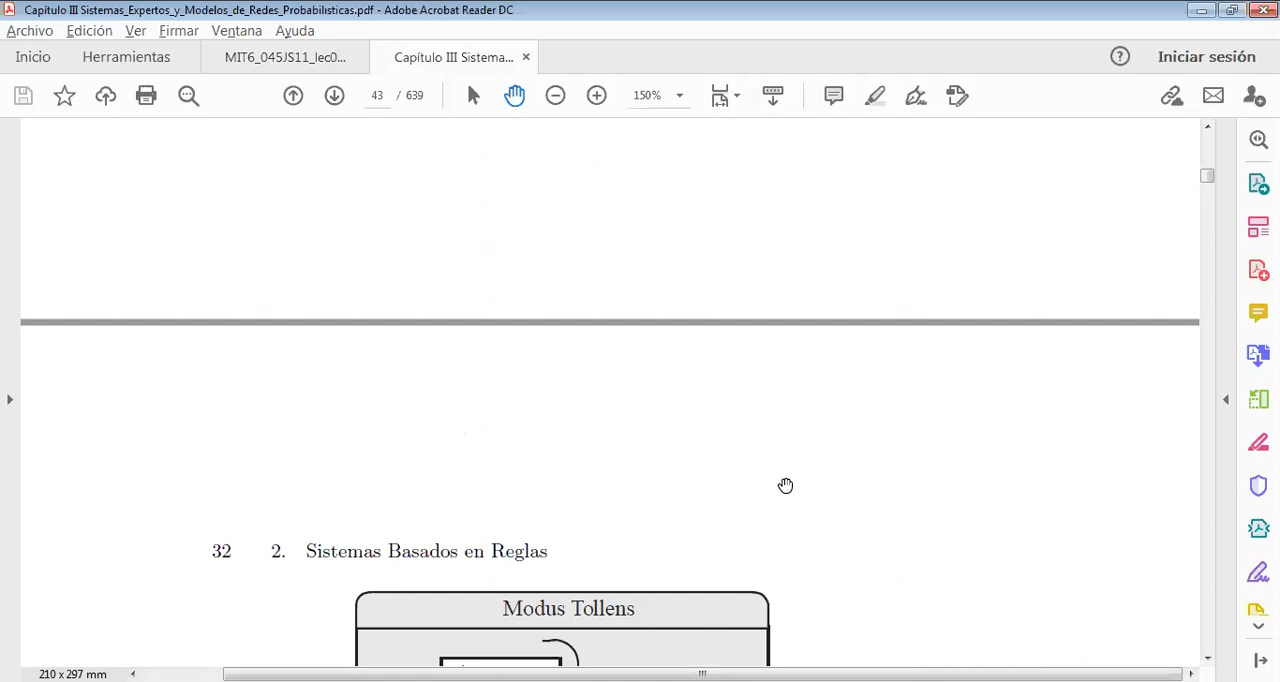 Capítulo III Sistemas_Expertos_y_Modelos_de_Redes_Probabilisticas.pdf - Adobe Acrobat Reader DC
Archivo Edición Ver Firmar Ventana Ayuda
Inicio Herramientas MIT6_045JS11_lec0... Capítulo III Sistema... × Iniciar sesión
43 / 639 150%
32 2. Sistemas Basados en Reglas
Modus Tollens
210 x 297 mm